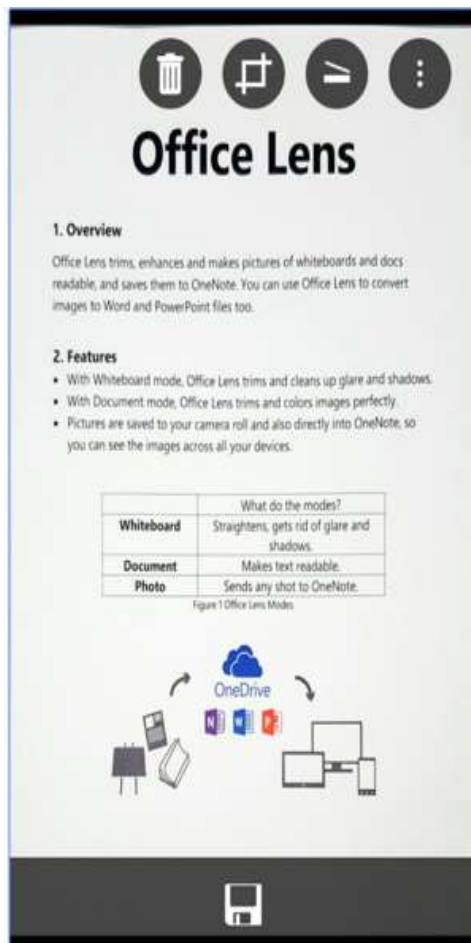 Office Lens
1. Overview
Office Lens trims, enhances and makes pictures of whiteboards and docs
readable, and saves them to OneNote. You can use Office Lens to convert
images to Word and PowerPoint files too.
2. Features
• With Whiteboard mode, Office Lens trims and cleans up glare and shadows.
• With Document mode, Office Lens trims and colors images perfectly.
• Pictures are saved to your camera roll and also directly into OneNote, so
you can see the images across all your devices.
What do the modes?
Whiteboard Straightens, gets rid of glare and
shadows.
Document Makes text readable.
Photo Sends any shot to OneNote.
Figure 1 Office Lens Modes
OneDrive
N W P